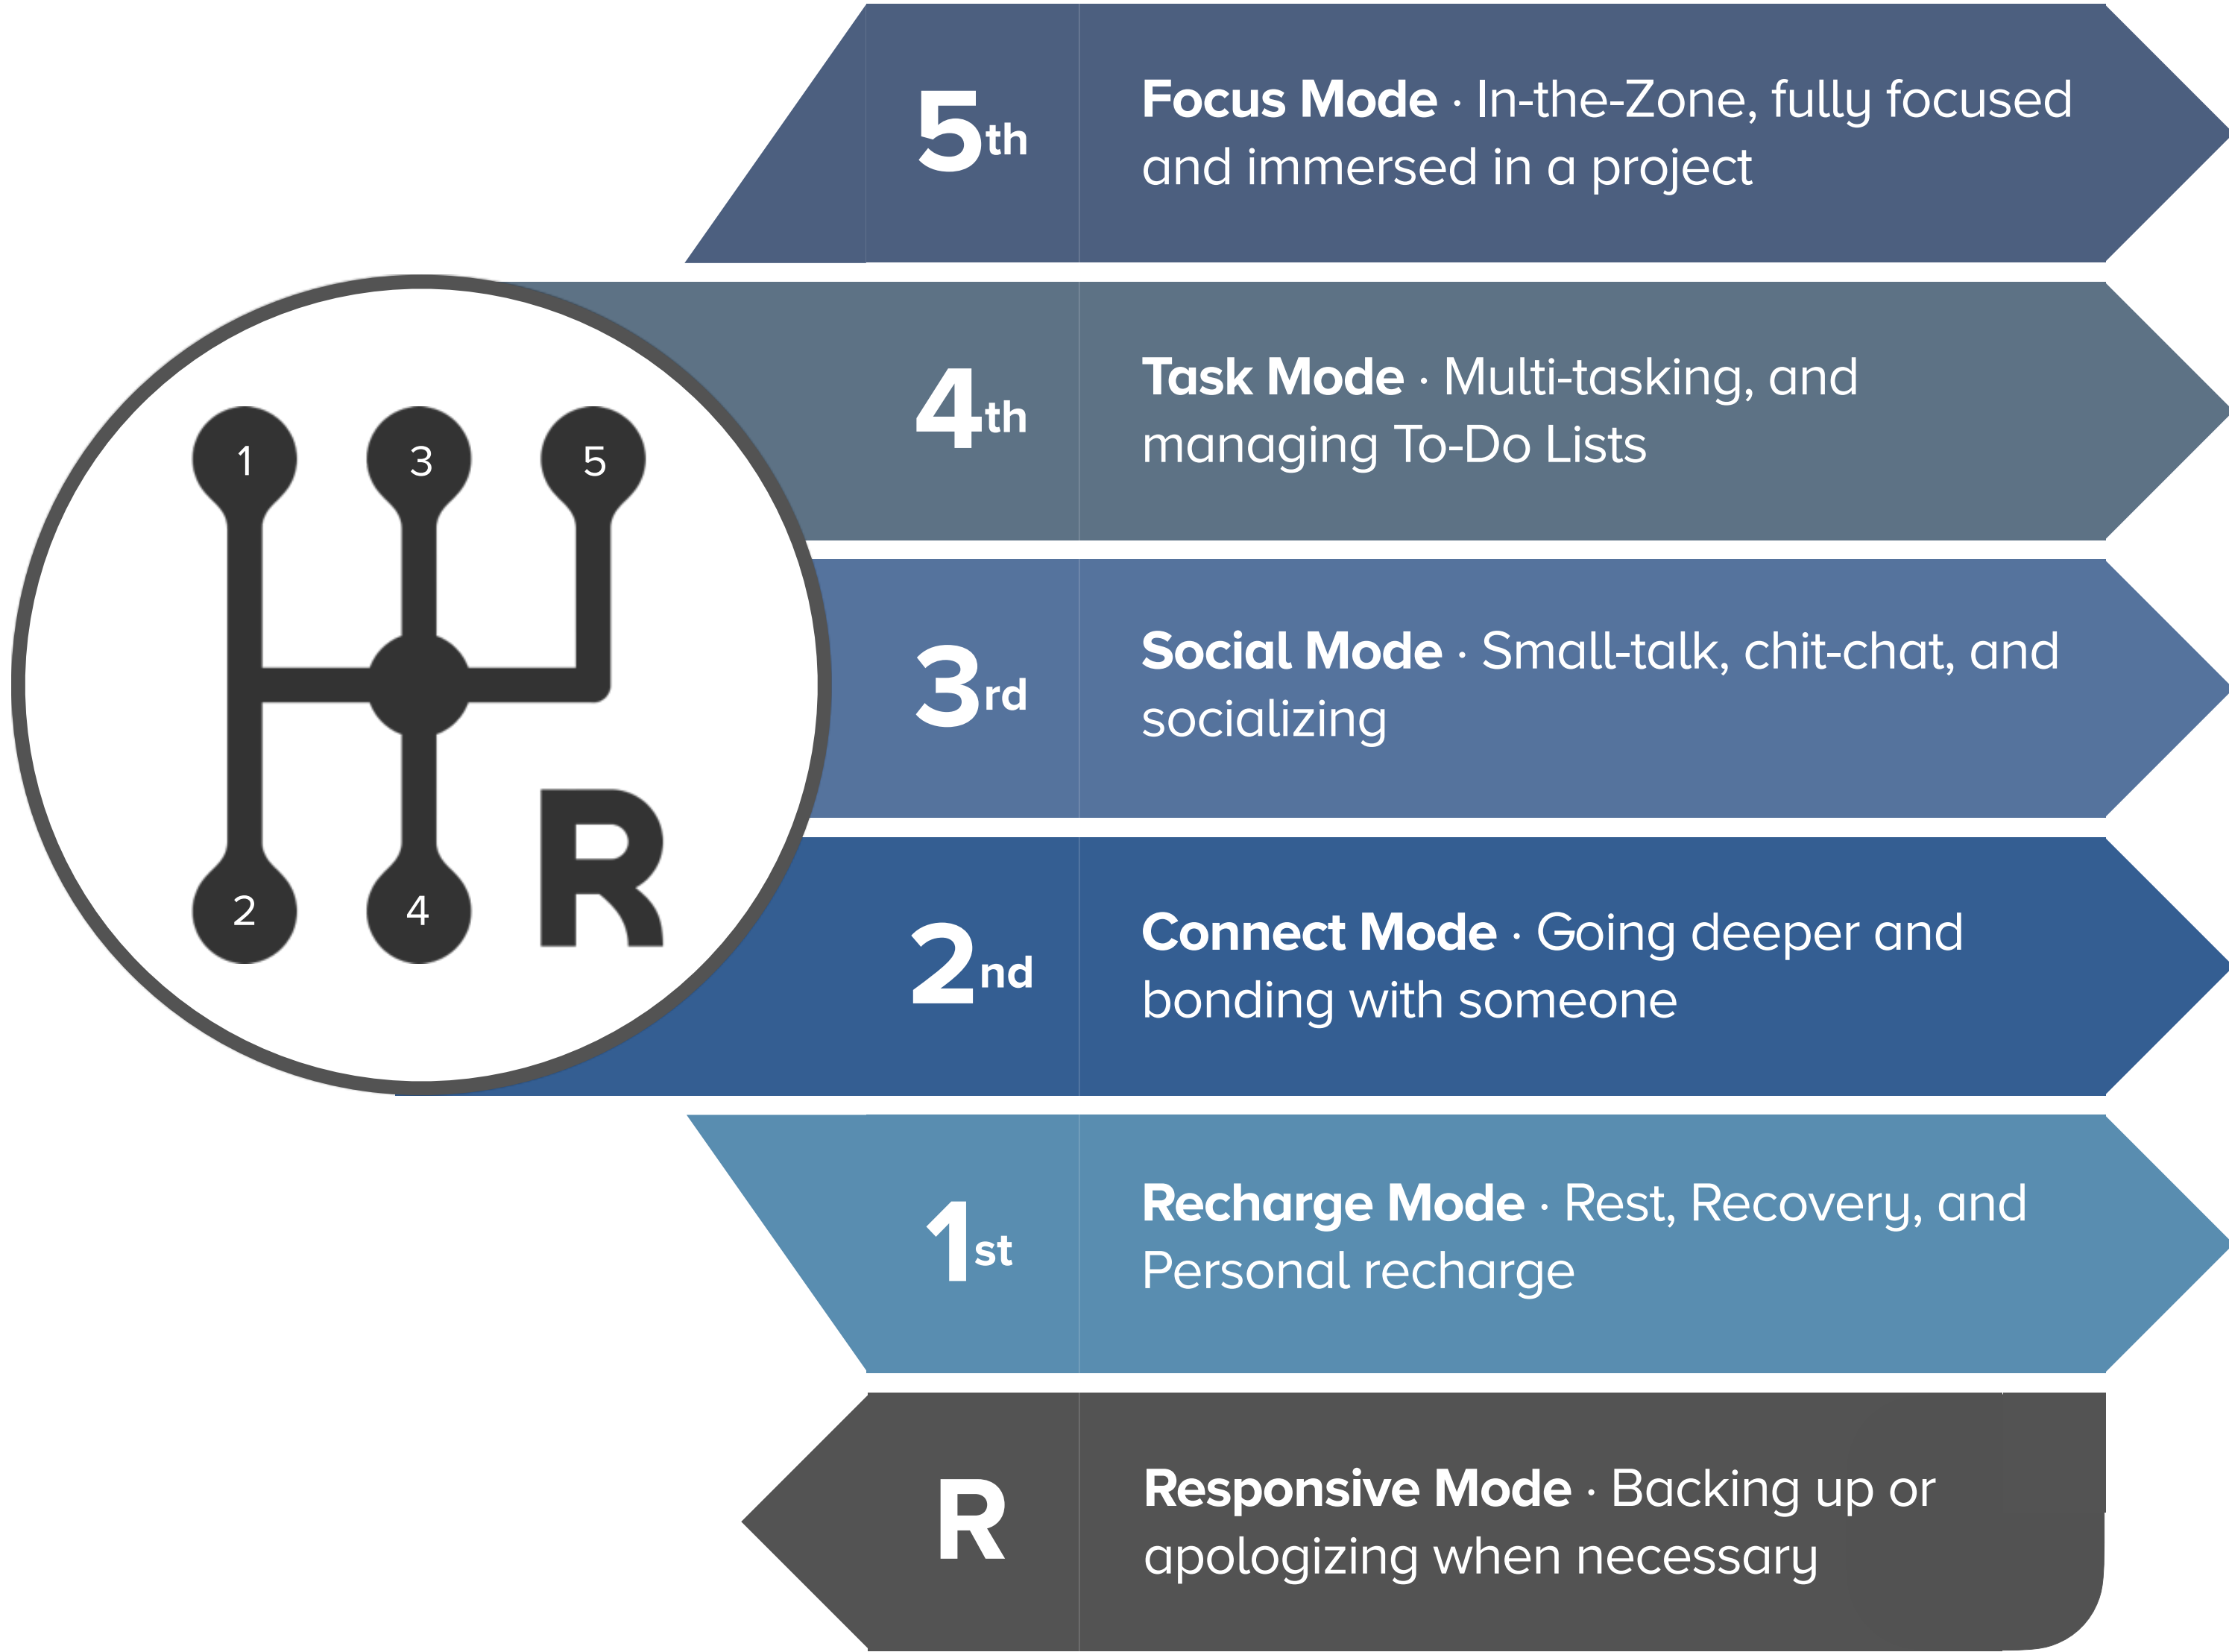 5th
Focus Mode · In-the-Zone, fully focused
and immersed in a project
4th
Task Mode · Multi-tasking, and
managing To-Do Lists
3rd
Social Mode · Small-talk, chit-chat, and
socializing
2nd
Connect Mode · Going deeper and
bonding with someone
1st
Recharge Mode · Rest, Recovery, and
Personal recharge
R
Responsive Mode · Backing up or
apologizing when necessary
1 3 5
2 4 R